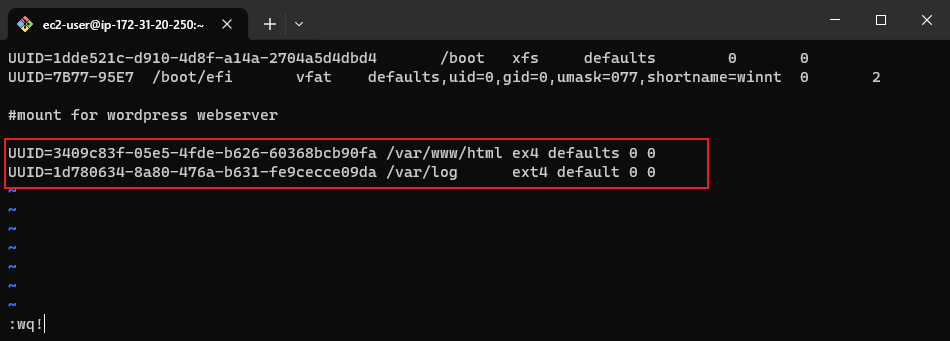 ec2-user@ip-172-31-20-250:~
UUID=1dde521c-d910-4d8f-a14a-2704a5d4dbd4 /boot xfs defaults 0 0
UUID=7B77-95E7 /boot/efi vfat defaults,uid=0,gid=0,umask=077,shortname=winnt 0 2
#mount for wordpress webserver
UUID=3409c83f-05e5-4fde-b626-60368bcb90fa /var/www/html ex4 defaults 0 0
UUID=1d780634-8a80-476a-b631-fe9cecce09da /var/log ext4 default 0 0
~
~
~
~
~
~
~
:wq!